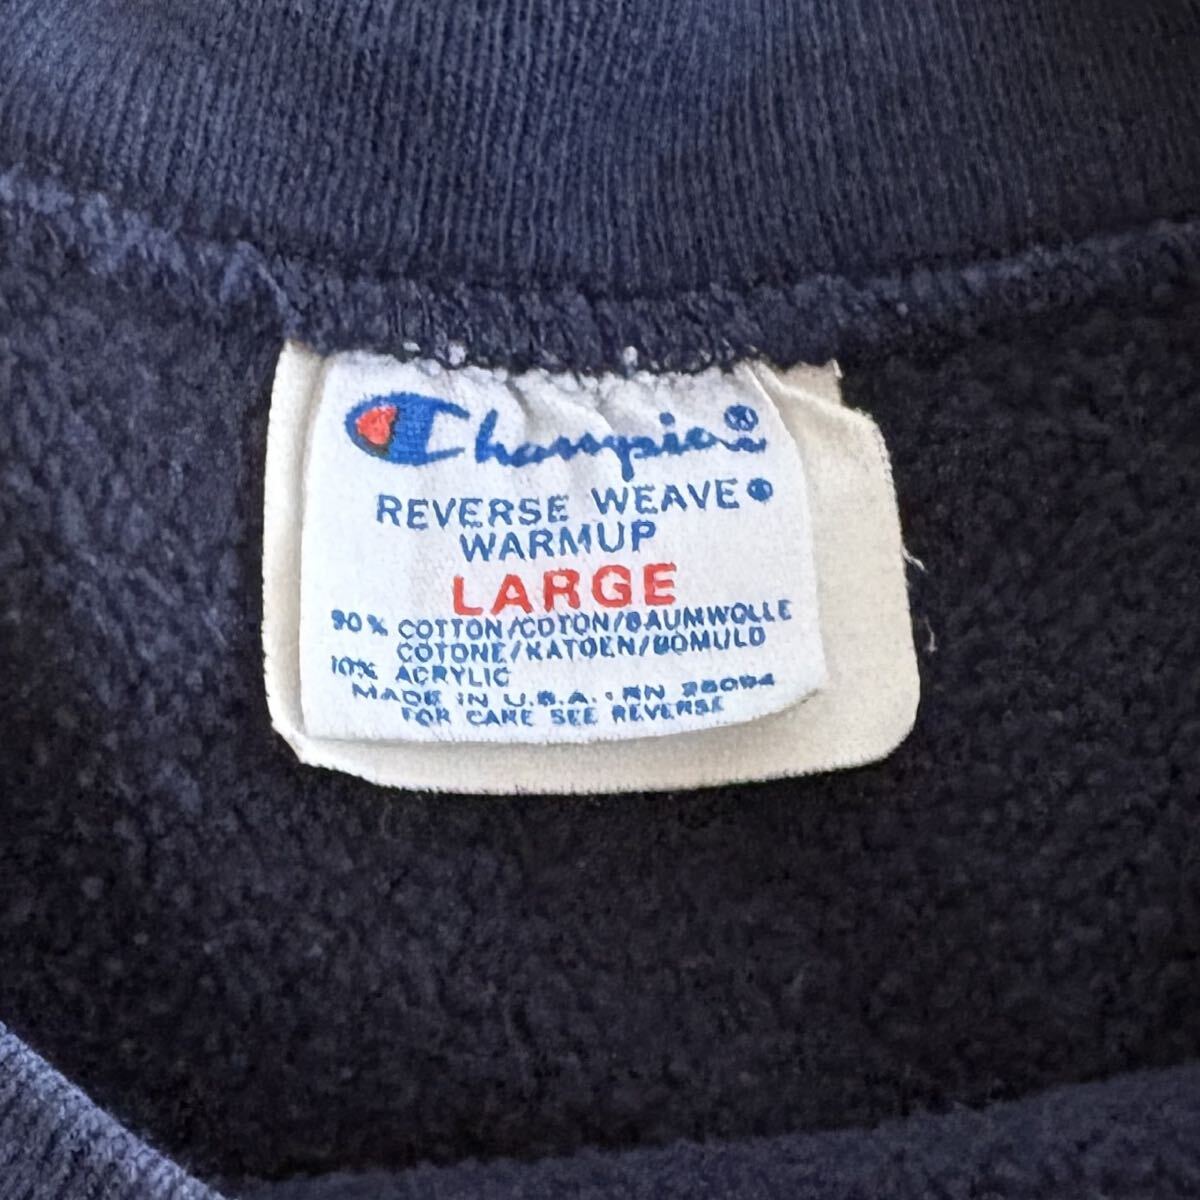 Champion®
REVERSE WEAVE®
WARMUP
LARGE
90% COTTON/COTON/BAUMWOLLE
COTONE/KATOEN/BOMULD
10% ACRYLIC
MADE IN U.S.A. · RN 26094
FOR CARE SEE REVERSE